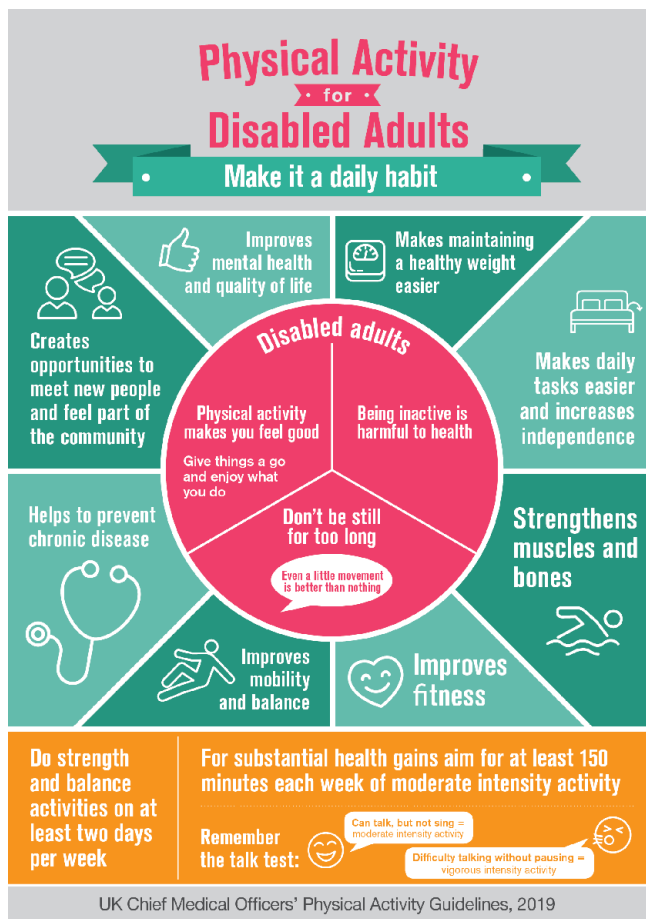 Physical Activity
for
Disabled Adults
Make it a daily habit
Improves
mental health
and quality of life
Makes maintaining
a healthy weight
easier
Creates
opportunities to
meet new people
and feel part of
the community
Makes daily
tasks easier
and increases
independence
Disabled adults
Physical activity
makes you feel good
Give things a go
and enjoy what
you do
Being inactive is
harmful to health
Don't be still
for too long
Even a little movement
is better than nothing
Helps to prevent
chronic disease
Strengthens
muscles and
bones
Improves
mobility
and balance
Improves
fitness
Do strength
and balance
activities on at
least two days
per week
For substantial health gains aim for at least 150
minutes each week of moderate intensity activity
Remember
the talk test:
Can talk, but not sing =
moderate intensity activity
Difficulty talking without pausing =
vigorous intensity activity
UK Chief Medical Officers' Physical Activity Guidelines, 2019